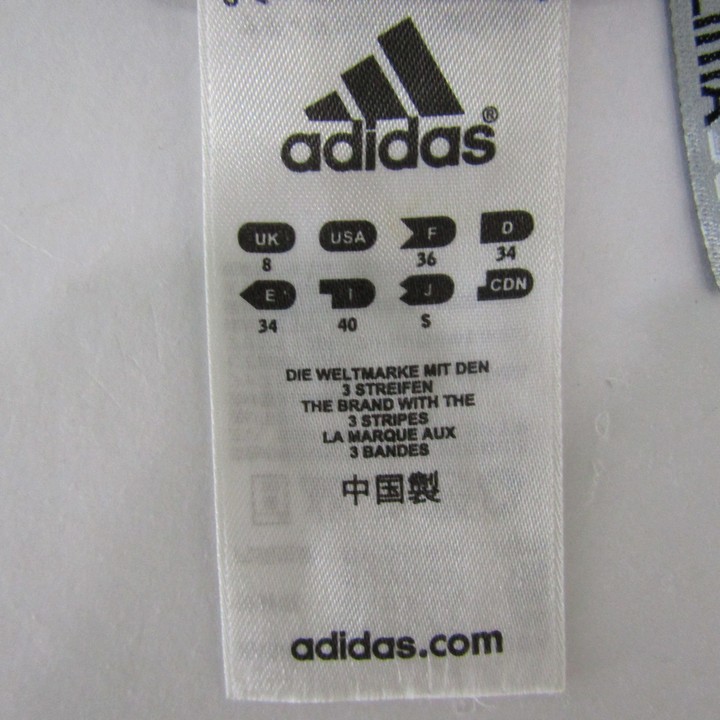 adidas®
UK USA F D
8 36 34
E I J CDN
34 40 S
DIE WELTMARKE MIT DEN
3 STREIFEN
THE BRAND WITH THE
3 STRIPES
LA MARQUE AUX
3 BANDES
中国製
adidas.com